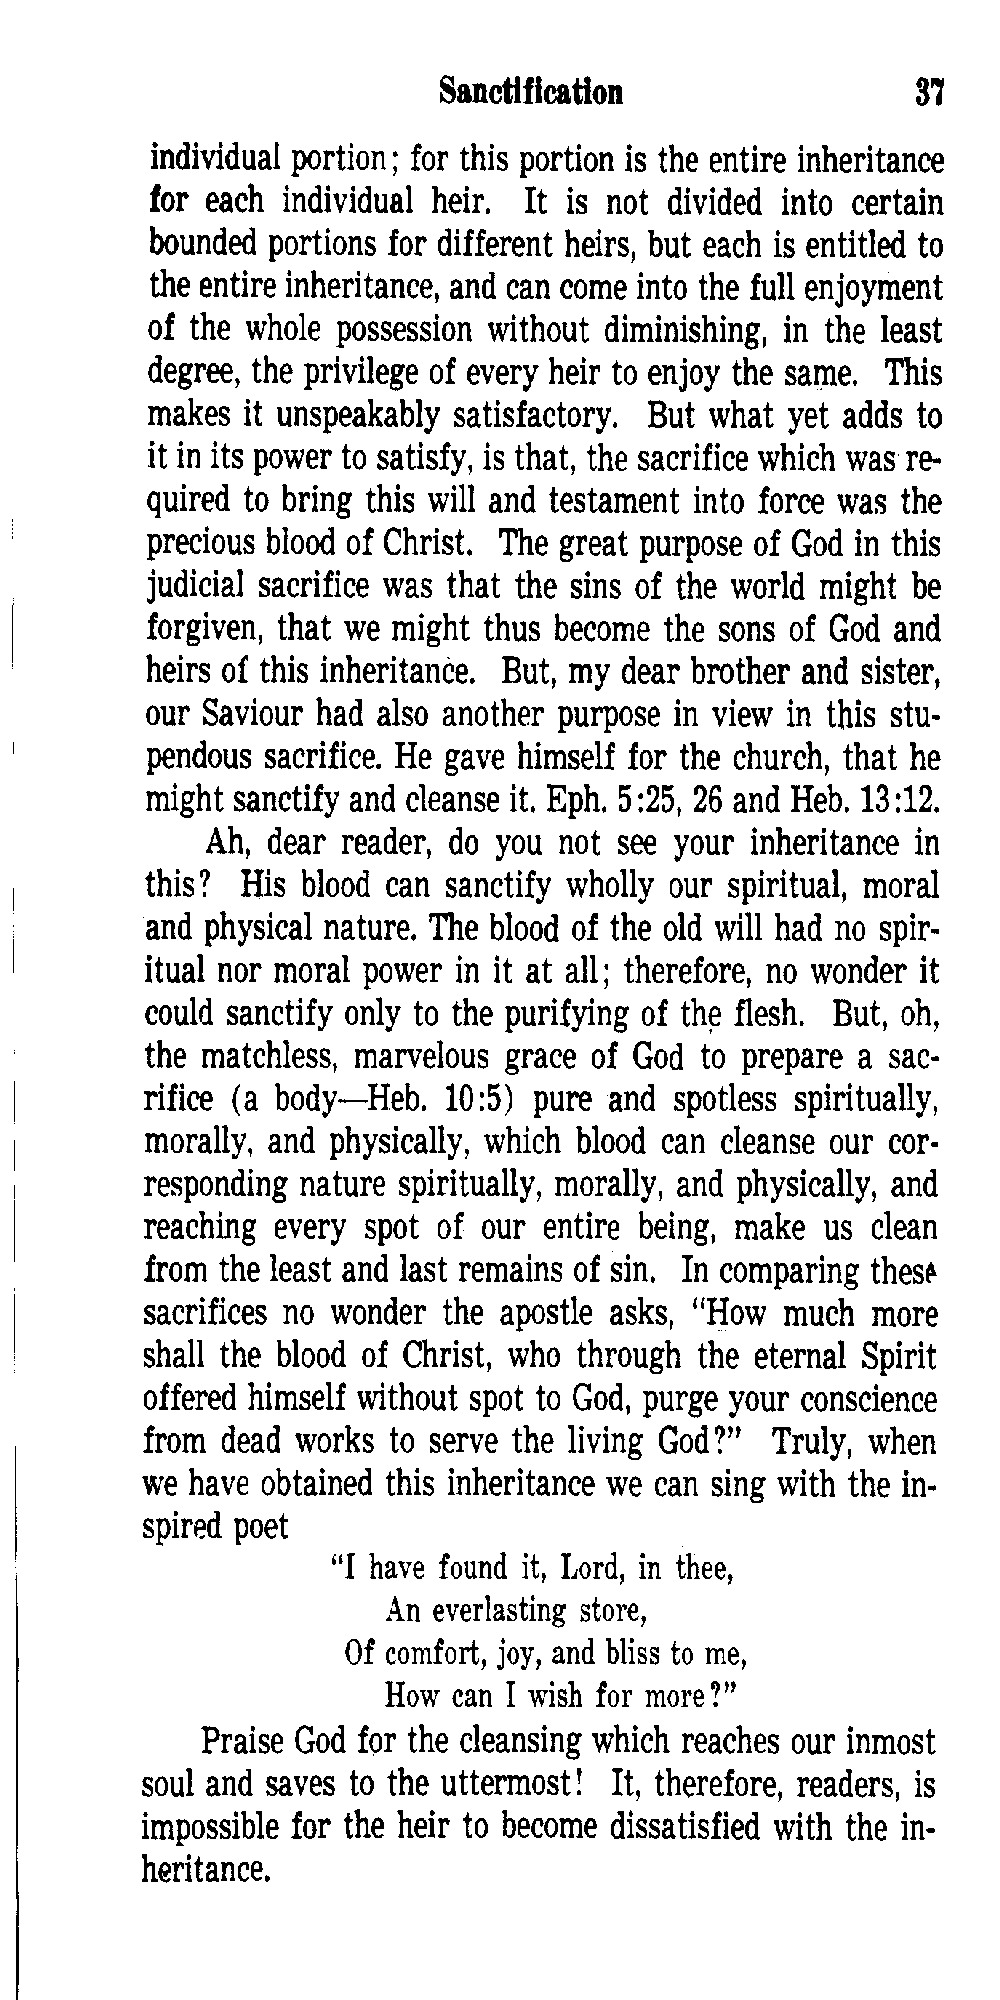 Sanctification 37
individual portion; for this portion is the entire inheritance
for each individual heir. It is not divided into certain
bounded portions for different heirs, but each is entitled to
the entire inheritance, and can come into the full enjoyment
of the whole possession without diminishing, in the least
degree, the privilege of every heir to enjoy the same. This
makes it unspeakably satisfactory. But what yet adds to
it in its power to satisfy, is that, the sacrifice which was re-
quired to bring this will and testament into force was the
precious blood of Christ. The great purpose of God in this
judicial sacrifice was that the sins of the world might be
forgiven, that we might thus become the sons of God and
heirs of this inheritance. But, my dear brother and sister,
our Saviour had also another purpose in view in this stu-
pendous sacrifice. He gave himself for the church, that he
might sanctify and cleanse it. Eph. 5:25, 26 and Heb. 13:12.
Ah, dear reader, do you not see your inheritance in
this? His blood can sanctify wholly our spiritual, moral
and physical nature. The blood of the old will had no spir-
itual nor moral power in it at all; therefore, no wonder it
could sanctify only to the purifying of the flesh. But, oh,
the matchless, marvelous grace of God to prepare a sac-
rifice (a body—Heb. 10:5) pure and spotless spiritually,
morally, and physically, which blood can cleanse our cor-
responding nature spiritually, morally, and physically, and
reaching every spot of our entire being, make us clean
from the least and last remains of sin. In comparing these
sacrifices no wonder the apostle asks, "How much more
shall the blood of Christ, who through the eternal Spirit
offered himself without spot to God, purge your conscience
from dead works to serve the living God?" Truly, when
we have obtained this inheritance we can sing with the in-
spired poet
"I have found it, Lord, in thee,
An everlasting store,
Of comfort, joy, and bliss to me,
How can I wish for more?"
Praise God for the cleansing which reaches our inmost
soul and saves to the uttermost! It, therefore, readers, is
impossible for the heir to become dissatisfied with the in-
heritance.